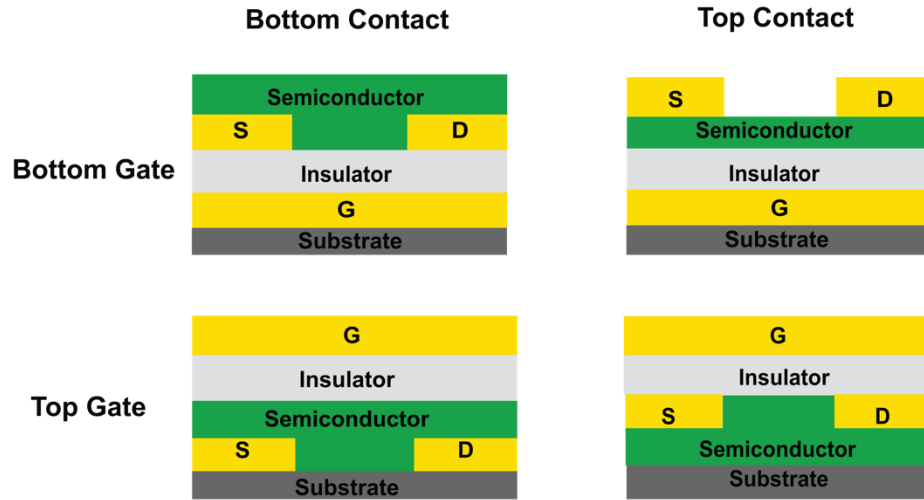 Bottom Contact
Top Contact
Bottom Gate
Semiconductor
S
D
Insulator
G
Substrate
S
D
Semiconductor
Insulator
G
Substrate
Top Gate
G
Insulator
Semiconductor
S
D
Substrate
G
Insulator
S
D
Semiconductor
Substrate